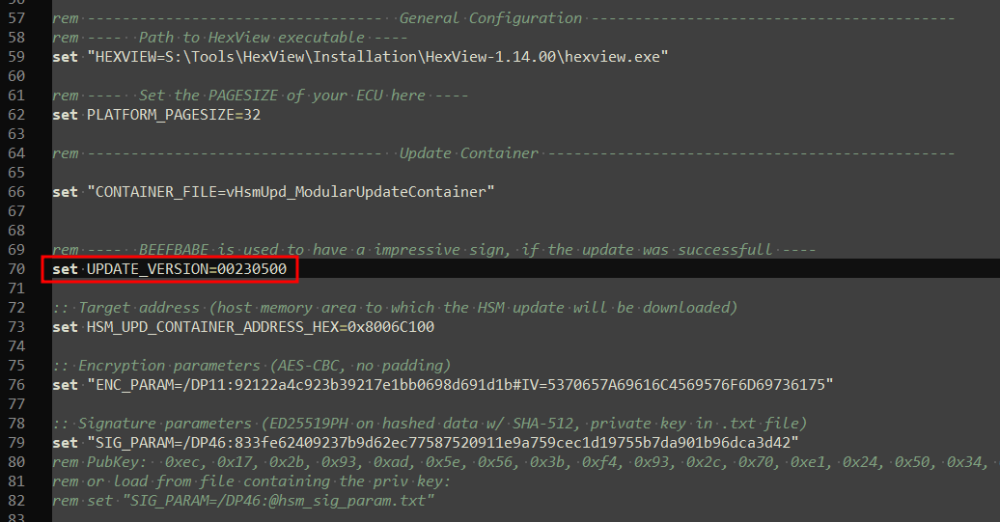 57 rem ---------------------------------- General Configuration ------------------------------------------
58 rem ---- Path to HexView executable ----
59 set "HEXVIEW=S:\Tools\HexView\Installation\HexView-1.14.00\hexview.exe"
60
61 rem ---- Set the PAGESIZE of your ECU here ----
62 set PLATFORM_PAGESIZE=32
63
64 rem ---------------------------------- Update Container -----------------------------------------------
65
66 set "CONTAINER_FILE=vHsmUpd_ModularUpdateContainer"
67
68
69 rem ---- BEEFBABE is used to have a impressive sign, if the update was successfull ----
70 set UPDATE_VERSION=00230500
71
72 :: Target address (host memory area to which the HSM update will be downloaded)
73 set HSM_UPD_CONTAINER_ADDRESS_HEX=0x8006C100
74
75 :: Encryption parameters (AES-CBC, no padding)
76 set "ENC_PARAM=/DP11:92122a4c923b39217e1bb0698d691d1b#IV=5370657A69616C4569576F6D69736175"
77
78 :: Signature parameters (ED25519PH on hashed data w/ SHA-512, private key in .txt file)
79 set "SIG_PARAM=/DP46:833fe62409237b9d62ec77587520911e9a759cec1d19755b7da901b96dca3d42"
80 rem PubKey: 0xec, 0x17, 0x2b, 0x93, 0xad, 0x5e, 0x56, 0x3b, 0xf4, 0x93, 0x2c, 0x70, 0xe1, 0x24, 0x50, 0x34,
81 rem or load from file containing the priv key:
82 rem set "SIG_PARAM=/DP46:@hsm_sig_param.txt"
83